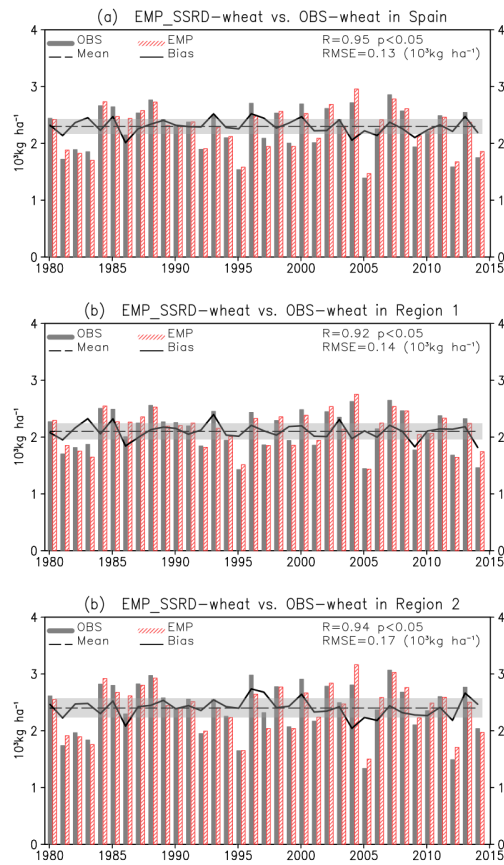 (a) EMP_SSRD-wheat vs. OBS-wheat in Spain
OBS EMP R=0.95 p<0.05
Mean Bias RMSE=0.13 (10³kg ha⁻¹)
10³kg ha⁻¹
4 4
3 3
2 2
1 1
0 0
1980 1985 1990 1995 2000 2005 2010 2015
(b) EMP_SSRD-wheat vs. OBS-wheat in Region 1
OBS EMP R=0.92 p<0.05
Mean Bias RMSE=0.14 (10³kg ha⁻¹)
10³kg ha⁻¹
4 4
3 3
2 2
1 1
0 0
1980 1985 1990 1995 2000 2005 2010 2015
(b) EMP_SSRD-wheat vs. OBS-wheat in Region 2
OBS EMP R=0.94 p<0.05
Mean Bias RMSE=0.17 (10³kg ha⁻¹)
10³kg ha⁻¹
4 4
3 3
2 2
1 1
0 0
1980 1985 1990 1995 2000 2005 2010 2015